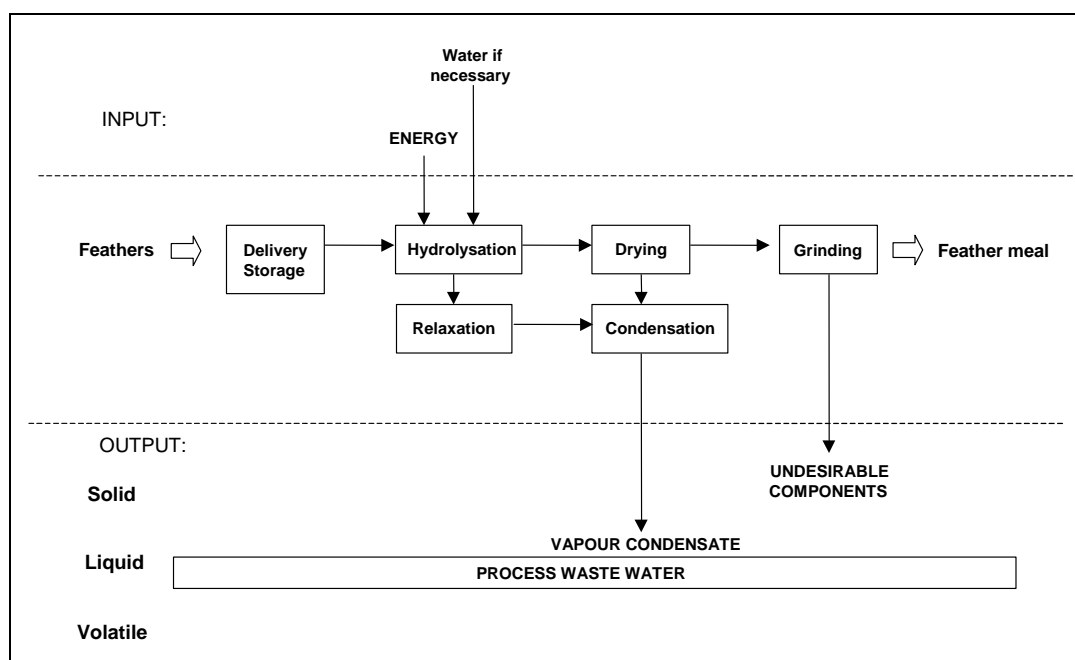 Water if
necessary
INPUT:
ENERGY
Feathers
Delivery
Storage
Hydrolysation
Drying
Grinding
Feather meal
Relaxation
Condensation
OUTPUT:
UNDESIRABLE
COMPONENTS
Solid
VAPOUR CONDENSATE
Liquid
PROCESS WASTE WATER
Volatile